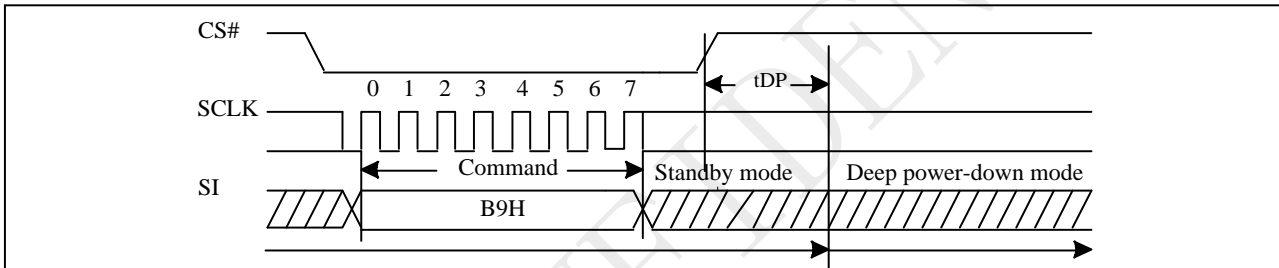 CS#
tDP
0 1 2 3 4 5 6 7
SCLK
Command
Standby mode
Deep power-down mode
SI
B9H